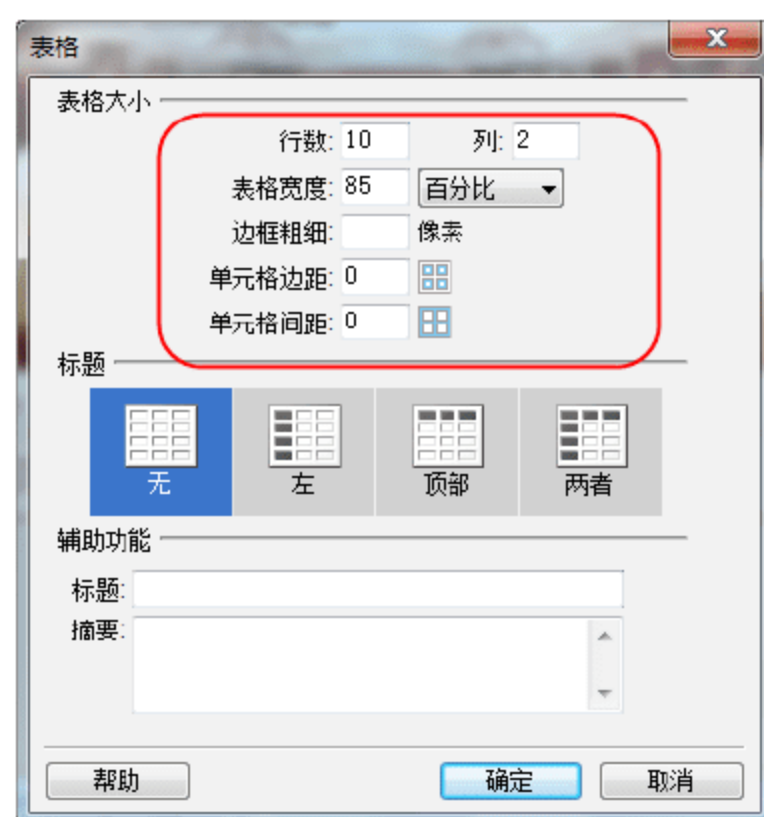 表格
表格大小
行数: 10 列: 2
表格宽度: 85 百分比
边框粗细: 像素
单元格边距: 0
单元格间距: 0
标题
无 左 顶部 两者
辅助功能
标题:
摘要:
帮助 确定 取消